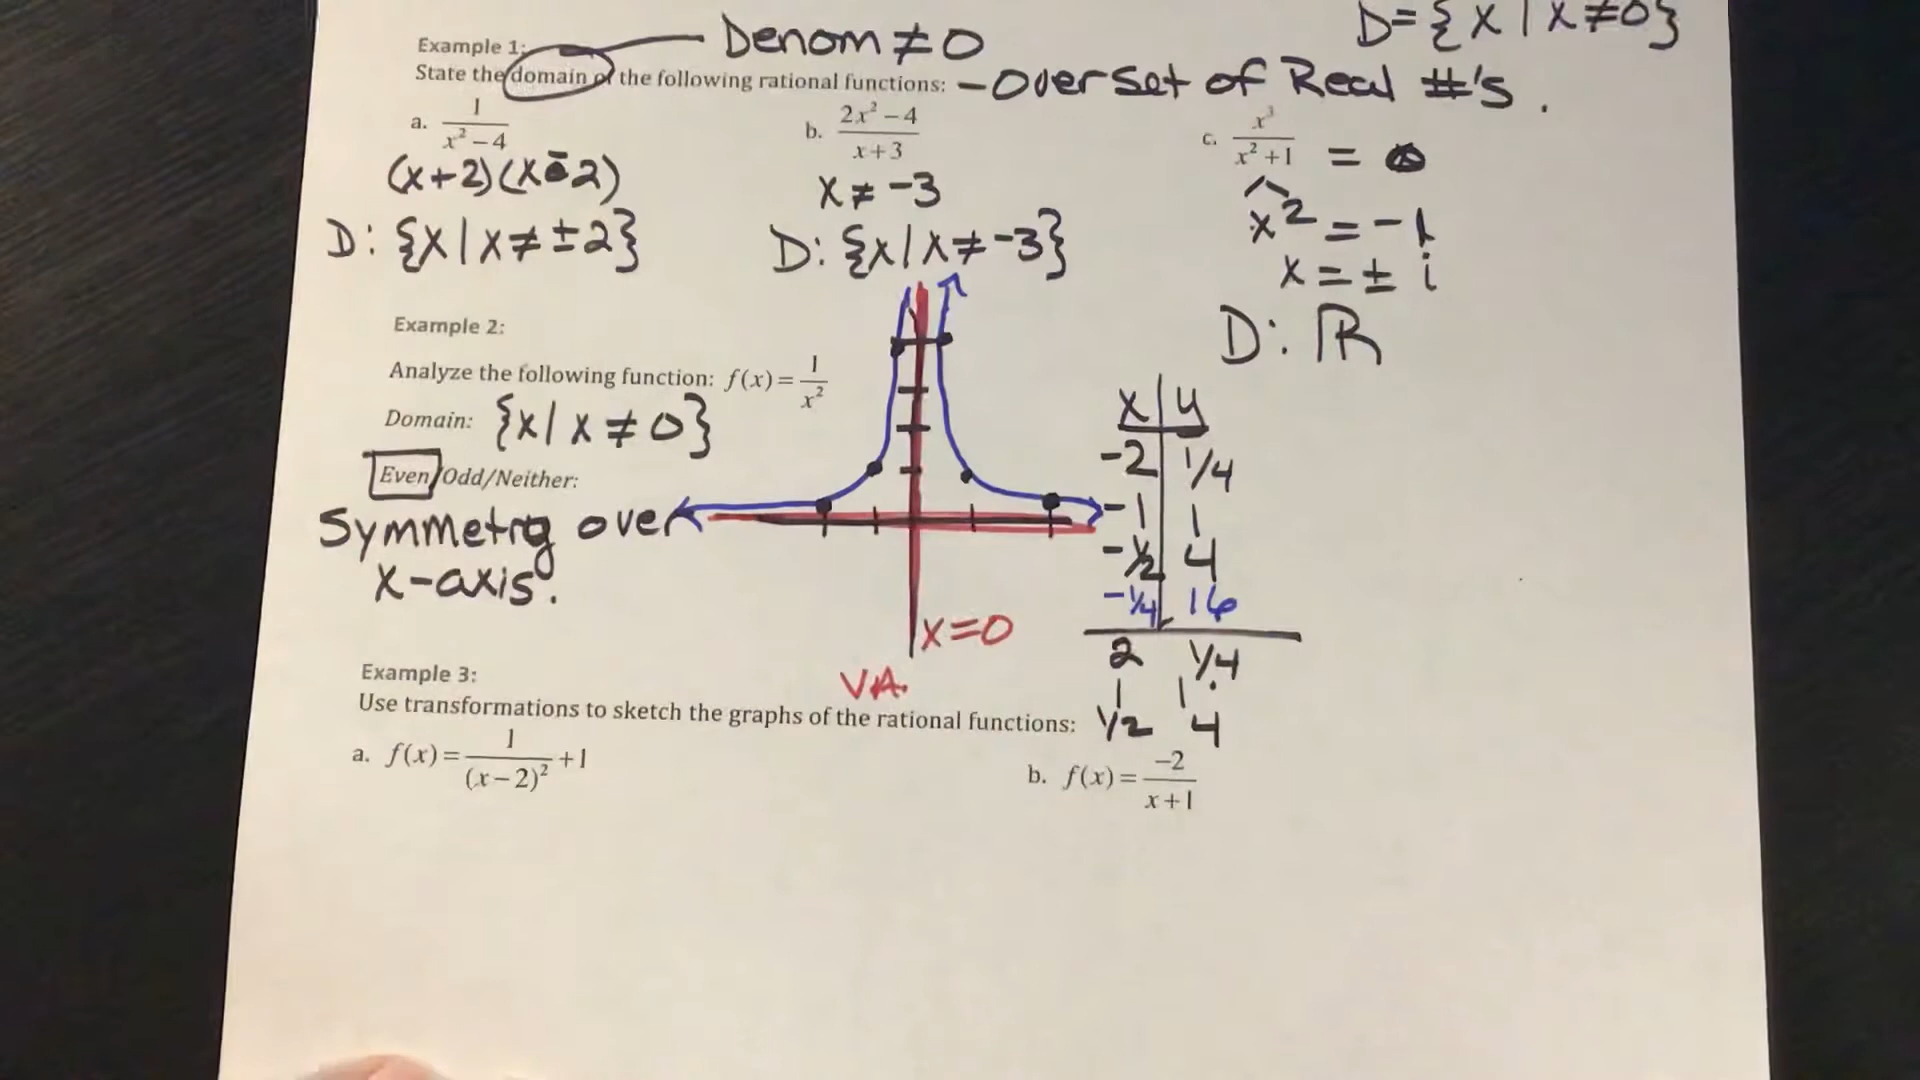 D = {x | x ≠ 0}
Example 1: Denom ≠ 0
State the domain of the following rational functions: - Over Set of Real #'s.
a. 1/(x² - 4)
b. (2x² - 4)/(x + 3)
c. x³/(x² + 1) = 0
(x+2)(x-2)
x ≠ -3
x² = -1
x = ± i
D: {x | x ≠ ±2}
D: {x | x ≠ -3}
D: ℝ
Example 2:
Analyze the following function: f(x) = 1/x²
Domain: {x | x ≠ 0}
Even/Odd/Neither:
Symmetry over
x-axis.
x=0
V.A.
x | y
-2 | 1/4
-1 | 1
-1/2 | 4
-1/4 | 16
2 1/4
1 1
1/2 4
Example 3:
Use transformations to sketch the graphs of the rational functions:
a. f(x) = 1/(x-2)² + 1
b. f(x) = -2/(x+1)